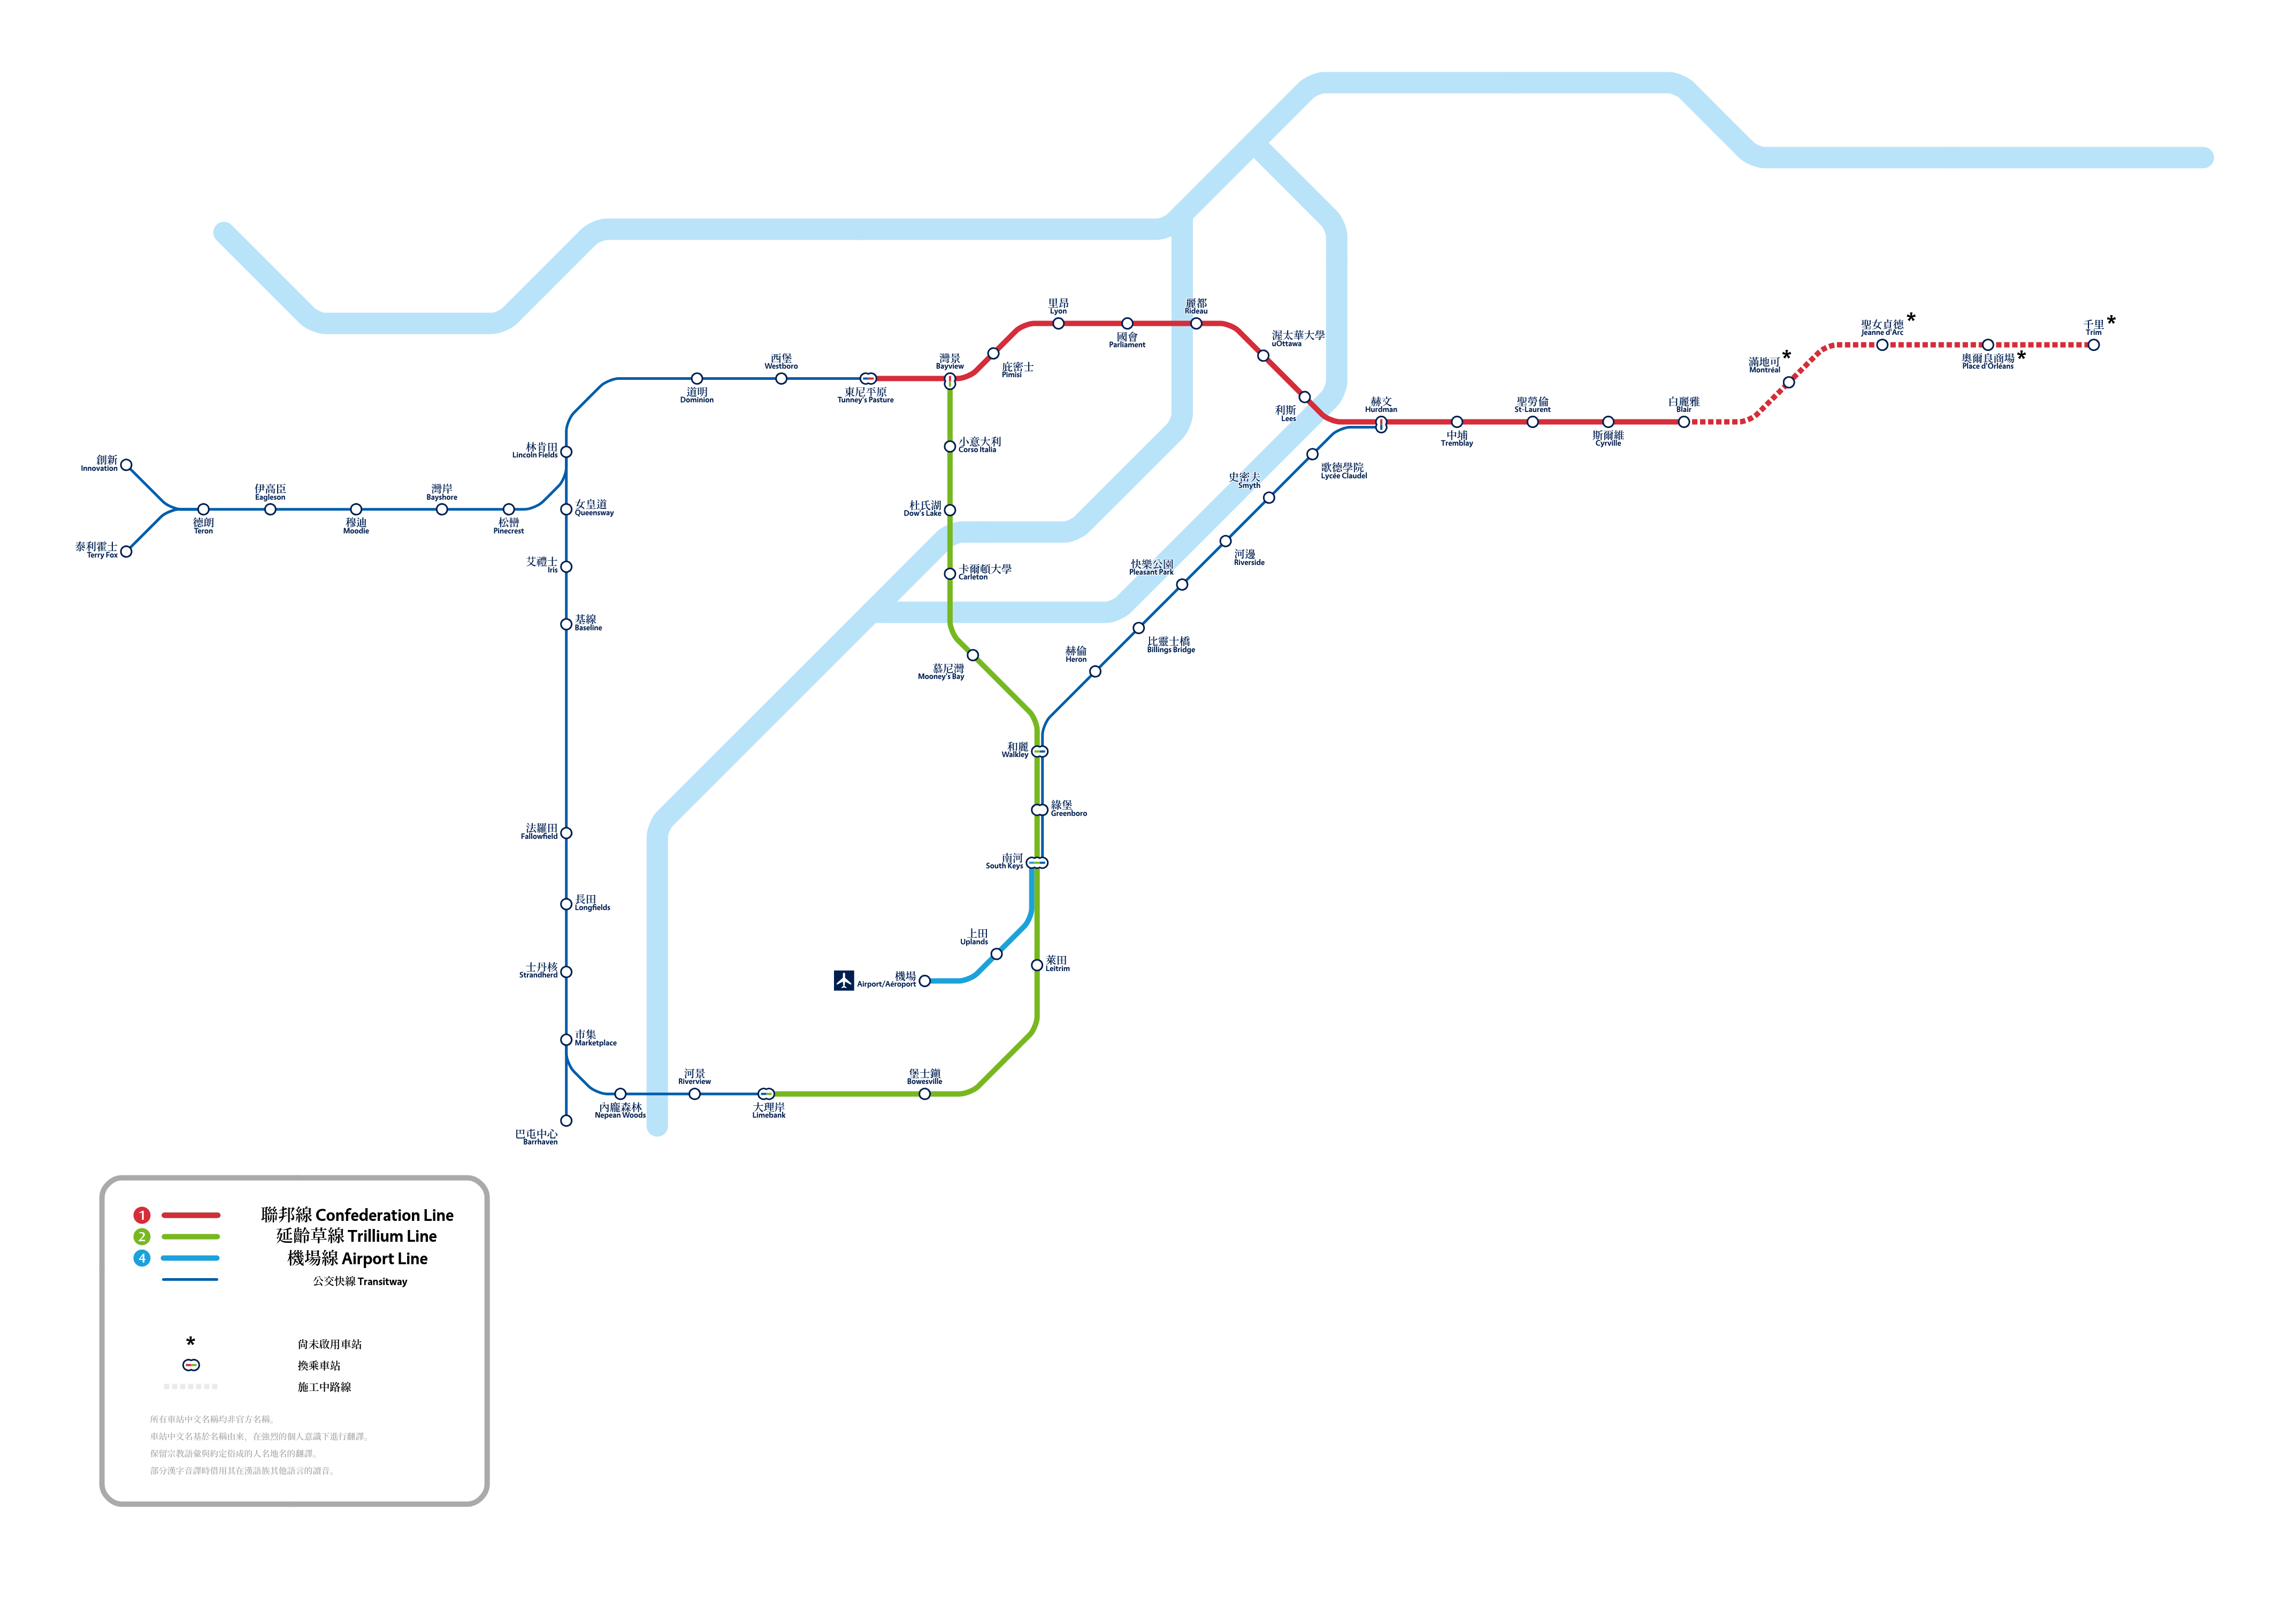 里昂
Lyon
國會
Parliament
麗都
Rideau
渥太華大學
uOttawa
庇密士
Pimisi
灣景
Bayview
東尼平原
Tunney's Pasture
西堡
Westboro
道明
Dominion
利斯
Lees
赫文
Hurdman
中埔
Tremblay
聖勞倫
St-Laurent
斯爾維
Cyrville
白麗雅
Blair
滿地可*
Montréal
聖女貞德*
Jeanne d'Arc
奧爾良商場*
Place d'Orléans
千里*
Trim
林肯田
Lincoln Fields
創新
Innovation
泰利霍士
Terry Fox
德朗
Teron
伊高臣
Eagleson
穆迪
Moodie
灣岸
Bayshore
松巒
Pinecrest
女皇道
Queensway
艾禮士
Iris
基線
Baseline
小意大利
Corso Italia
杜氏湖
Dow's Lake
卡爾頓大學
Carleton
慕尼灣
Mooney's Bay
歌德學院
Lycée Claudel
史密夫
Smyth
河邊
Riverside
快樂公園
Pleasant Park
比靈士橋
Billings Bridge
赫倫
Heron
和麗
Walkley
綠堡
Greenboro
南河
South Keys
上田
Uplands
機場
Airport/Aéroport
萊田
Leitrim
堡士鎮
Bowesville
大理岸
Limebank
河景
Riverview
內龐森林
Nepean Woods
法羅田
Fallowfield
長田
Longfields
士丹核
Strandherd
市集
Marketplace
巴屯中心
Barrhaven
1 聯邦線 Confederation Line
2 延齡草線 Trillium Line
4 機場線 Airport Line
公交快線 Transitway
* 尚未啟用車站
換乘車站
施工中路線
所有車站中文名稱均非官方名稱。
車站中文名基於名稱由來，在強烈的個人意識下進行翻譯。
保留宗教語彙與約定俗成的人名地名的翻譯。
部分漢字音譯時借用其在漢語族其他語言的讀音。